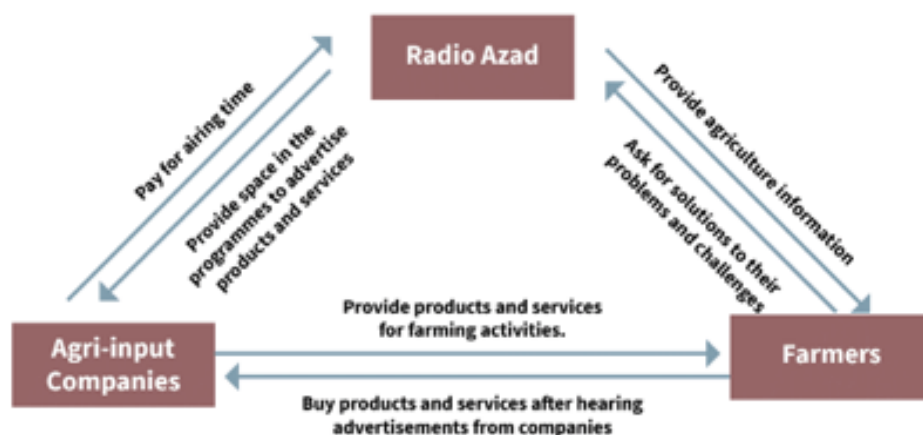 Radio Azad
Pay for airing time
Provide space in the
programmes to advertise
products and services
Provide agriculture information
Ask for solutions to their
problems and challenges
Provide products and services
for farming activities.
Agri-input
Companies
Farmers
Buy products and services after hearing
advertisements from companies